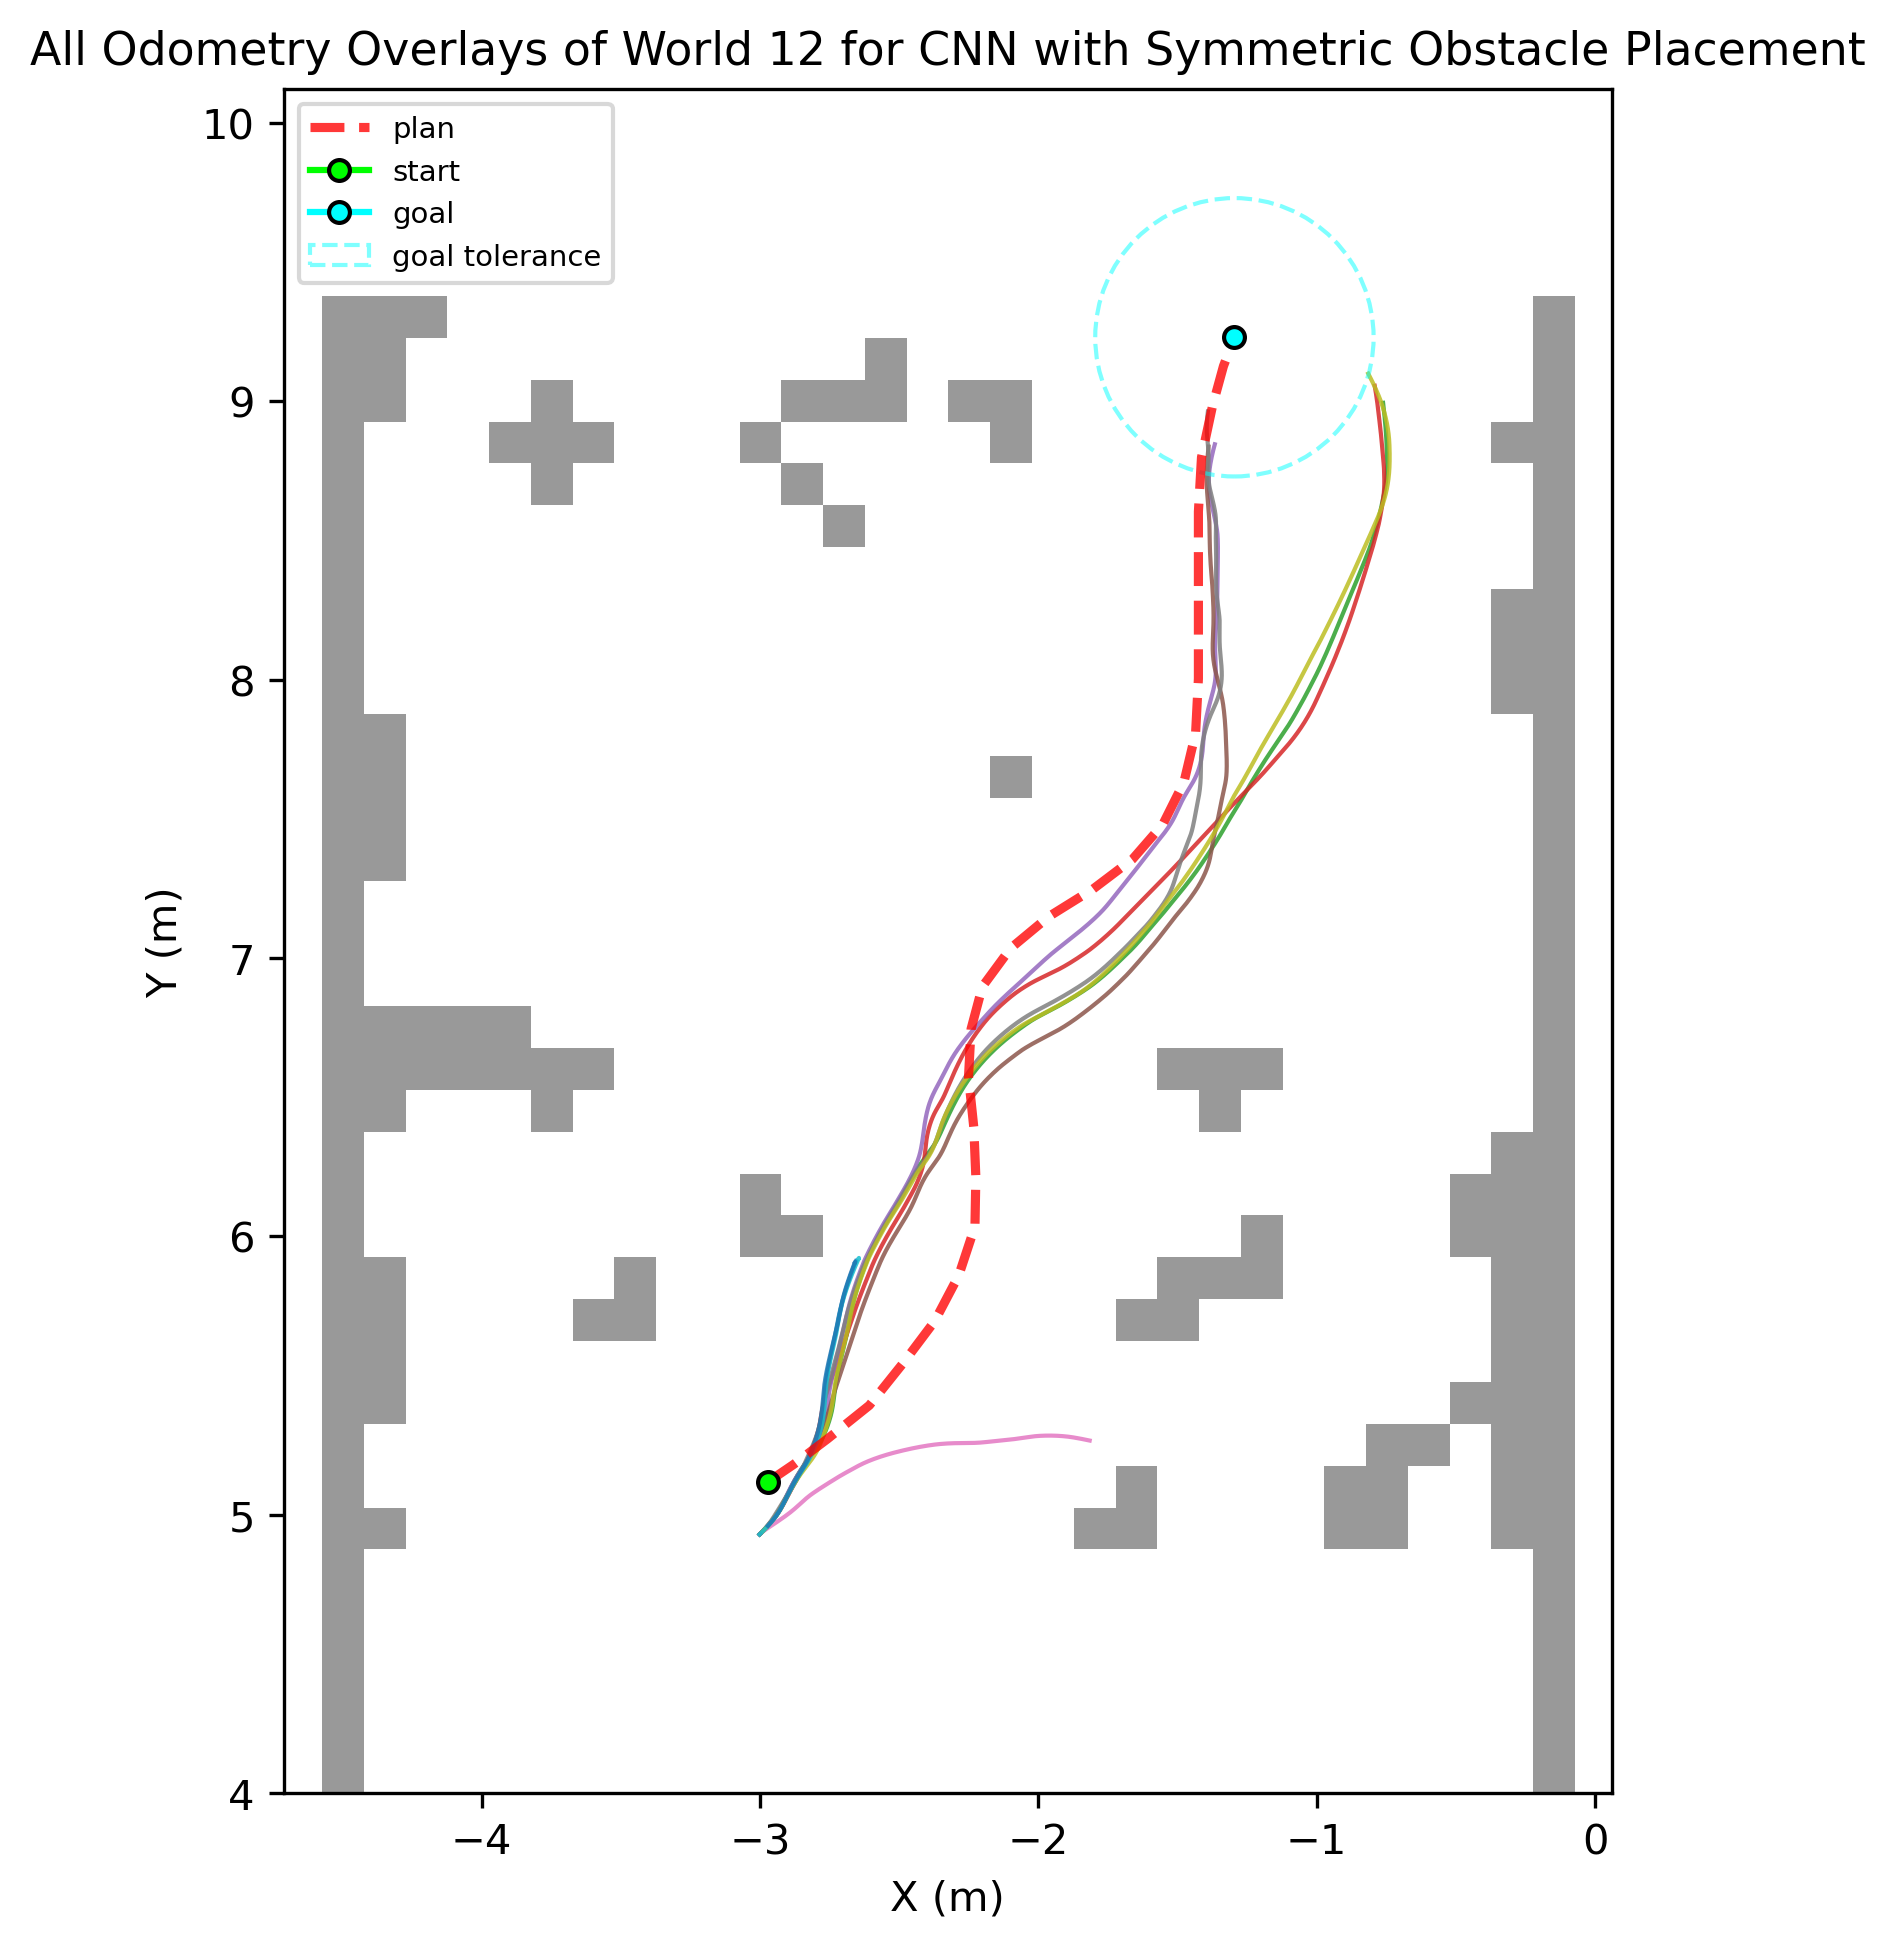 All Odometry Overlays of World 12 for CNN with Symmetric Obstacle Placement
plan
start
goal
goal tolerance
10
9
8
7
6
5
4
Y (m)
−4
−3
−2
−1
0
X (m)